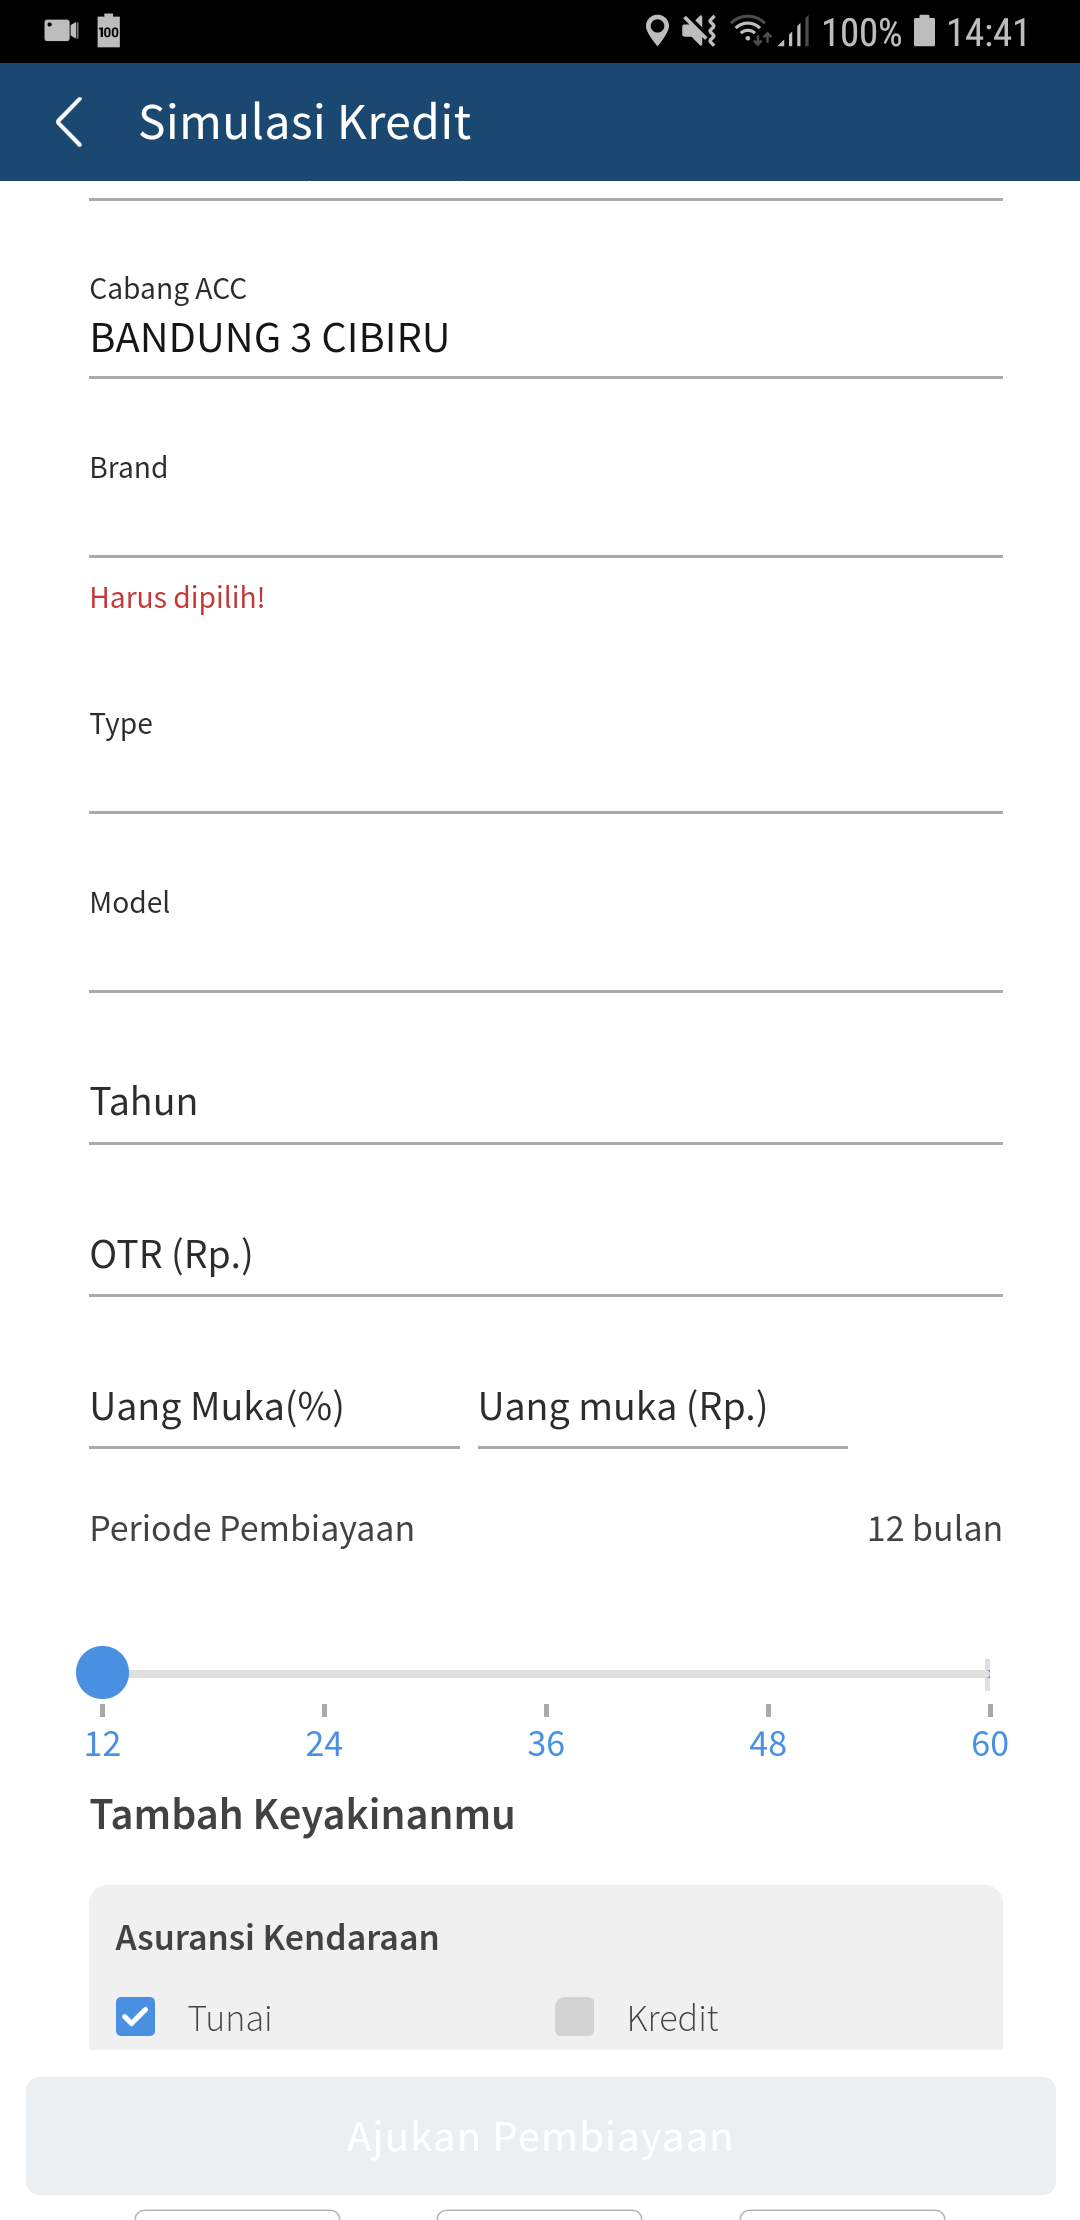 100
100% 14:41
Simulasi Kredit
Cabang ACC
BANDUNG 3 CIBIRU
Brand
Harus dipilih!
Type
Model
Tahun
OTR (Rp.)
Uang Muka(%) Uang muka (Rp.)
Periode Pembiayaan 12 bulan
12 24 36 48 60
Tambah Keyakinanmu
Asuransi Kendaraan
Tunai Kredit
Ajukan Pembiayaan